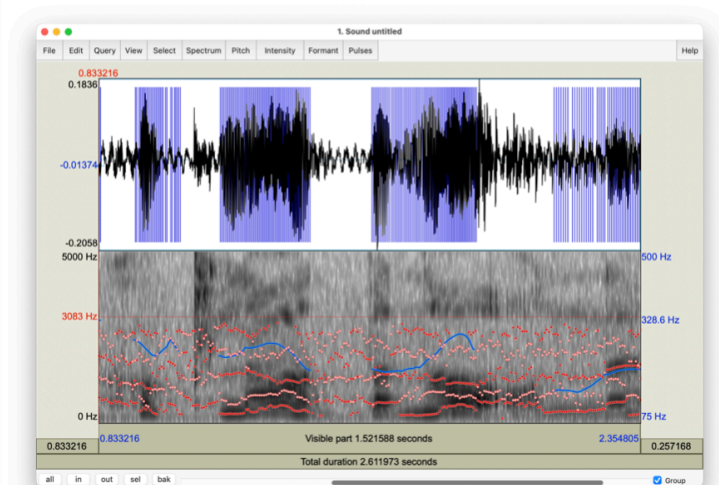 1. Sound untitled
File Edit Query View Select Spectrum Pitch Intensity Formant Pulses Help
0.833216
0.1836
-0.01374
-0.2058
5000 Hz 500 Hz
3083 Hz 328.6 Hz
0 Hz 75 Hz
0.833216 0.833216 Visible part 1.521588 seconds 2.354805 0.257168
Total duration 2.611973 seconds
all in out sel bak Group